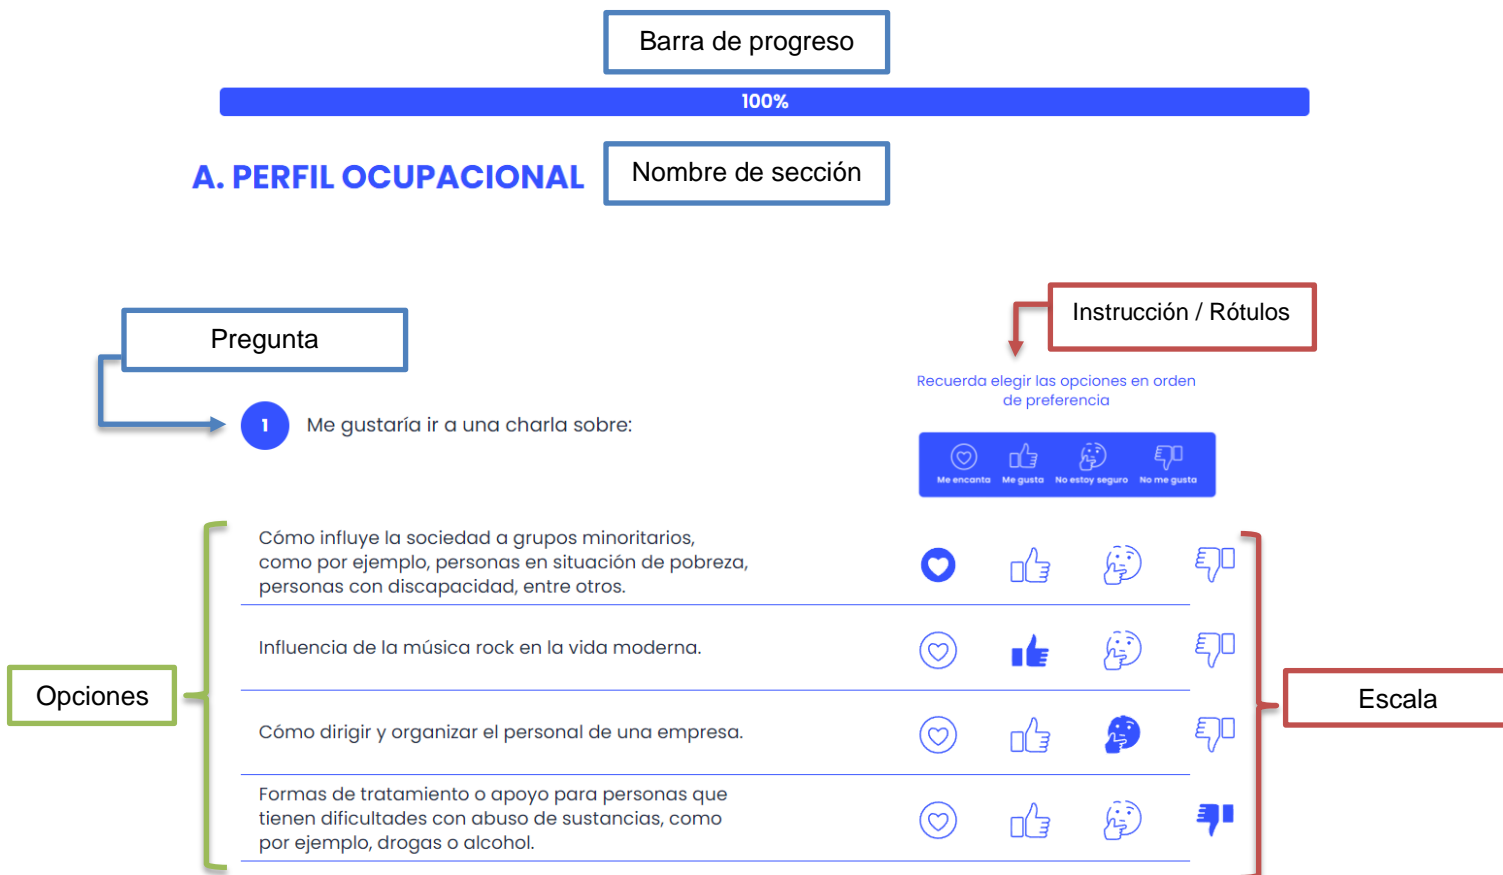 Barra de progreso
100%
A. PERFIL OCUPACIONAL
Nombre de sección
Instrucción / Rótulos
Pregunta
Recuerda elegir las opciones en orden
de preferencia
1
Me gustaría ir a una charla sobre:
Me encanta
Me gusta
No estoy seguro
No me gusta
Cómo influye la sociedad a grupos minoritarios,
como por ejemplo, personas en situación de pobreza,
personas con discapacidad, entre otros.
Influencia de la música rock en la vida moderna.
Opciones
Escala
Cómo dirigir y organizar el personal de una empresa.
Formas de tratamiento o apoyo para personas que
tienen dificultades con abuso de sustancias, como
por ejemplo, drogas o alcohol.